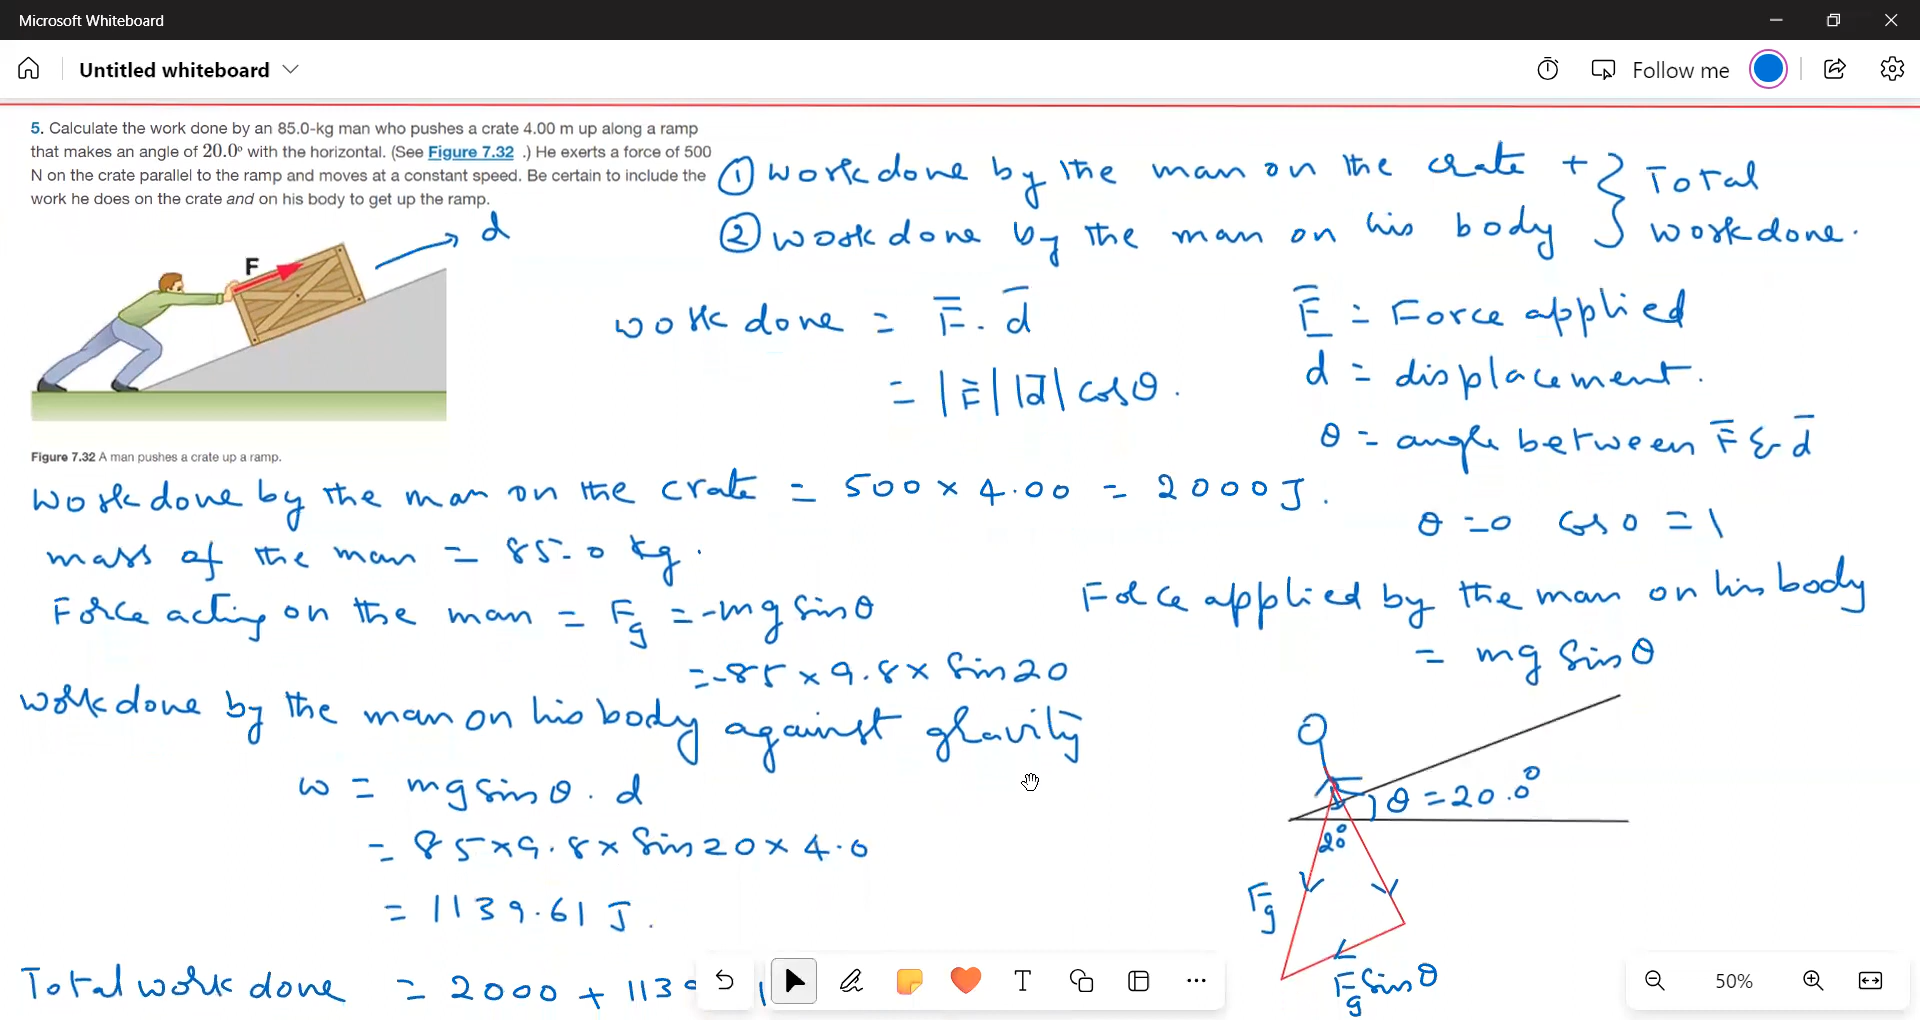 Microsoft Whiteboard
Untitled whiteboard
Follow me
5. Calculate the work done by an 85.0-kg man who pushes a crate 4.00 m up along a ramp
that makes an angle of 20.0º with the horizontal. (See Figure 7.32 .) He exerts a force of 500
N on the crate parallel to the ramp and moves at a constant speed. Be certain to include the
work he does on the crate and on his body to get up the ramp.
① work done by the man on the crate +
② work done by the man on his body
} Total
work done.
d
F
Figure 7.32 A man pushes a crate up a ramp.
work done = F̅ . d̅
= |F̅| |d̅| cosθ .
F̅ = Force applied
d = displacement.
θ = angle between F̅ & d̅
work done by the man on the crate = 500 × 4.00 = 2000 J .
θ = 0 cos 0 = 1
mass of the man = 85.0 kg .
Force acting on the man = Fg = -mg sinθ
= -85 × 9.8 × sin 20
Force applied by the man on his body
= mg sinθ
work done by the man on his body against gravity
w = mg sinθ . d
= 85 × 9.8 × sin 20 × 4.0
= 1139.61 J .
θ = 20.0°
20°
Fg
Fg sinθ
Total work done = 2000 + 1139
50%